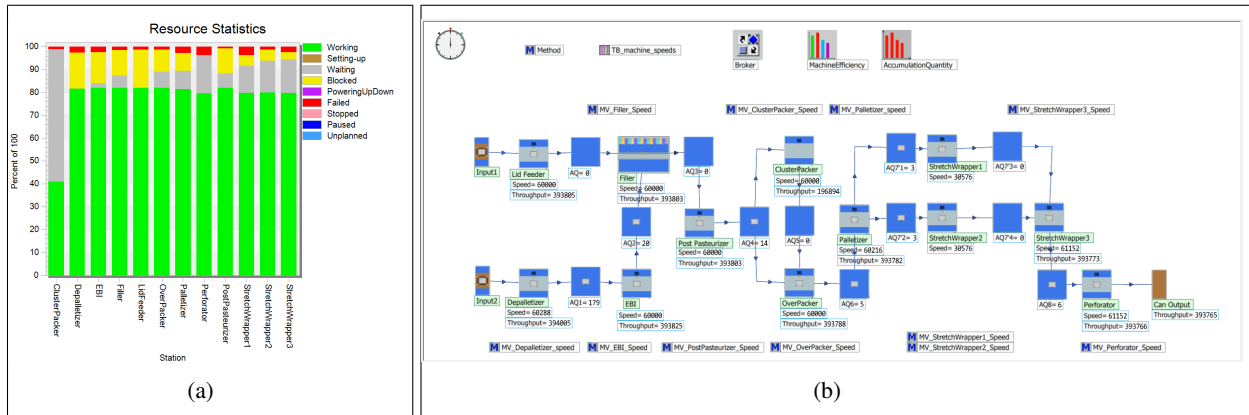 Resource Statistics
100
90
80
70
60
50
40
30
20
10
0
Percent of 100
Working
Setting-up
Waiting
Blocked
PoweringUpDown
Failed
Stopped
Paused
Unplanned
ClusterPacker
Depalletizer
EBI
Filler
LidFeeder
OverPacker
Palletizer
Perforator
PostPasteurizer
StretchWrapper1
StretchWrapper2
StretchWrapper3
Station
(a)
M Method
TB_machine_speeds
Broker
MachineEfficiency
AccumulationQuantity
M MV_Filler_Speed
M MV_ClusterPacker_Speed
M MV_Palletizer_speed
M MV_StretchWrapper3_Speed
Input1
Lid Feeder
Speed= 60000
Throughput= 393805
AQ= 0
Filler
Speed= 60000
Throughput= 393803
AQ3= 0
ClusterPacker
Speed= 60000
Throughput= 196894
AQ7'1= 3
StretchWrapper1
Speed= 30576
AQ7'3= 0
AQ2= 20
Post Pasteurizer
Speed= 60000
Throughput= 393803
AQ4= 14
AQ5= 0
Palletizer
Speed= 60216
Throughput= 393782
AQ7'2= 3
StretchWrapper2
Speed= 30576
AQ7'4= 0
StretchWrapper3
Speed= 61152
Throughput= 393773
Input2
Depalletizer
Speed= 60288
Throughput= 394005
AQ1= 179
EBI
Speed= 60000
Throughput= 393825
OverPacker
Speed= 60000
Throughput= 393788
AQ6= 5
AQ8= 6
Perforator
Speed= 61152
Throughput= 393766
Can Output
Throughput= 393765
M MV_Depalletizer_speed
M MV_EBI_Speed
M MV_PostPasteurizer_Speed
M MV_OverPacker_Speed
M MV_StretchWrapper1_Speed
M MV_StretchWrapper2_Speed
M MV_Perforator_Speed
(b)